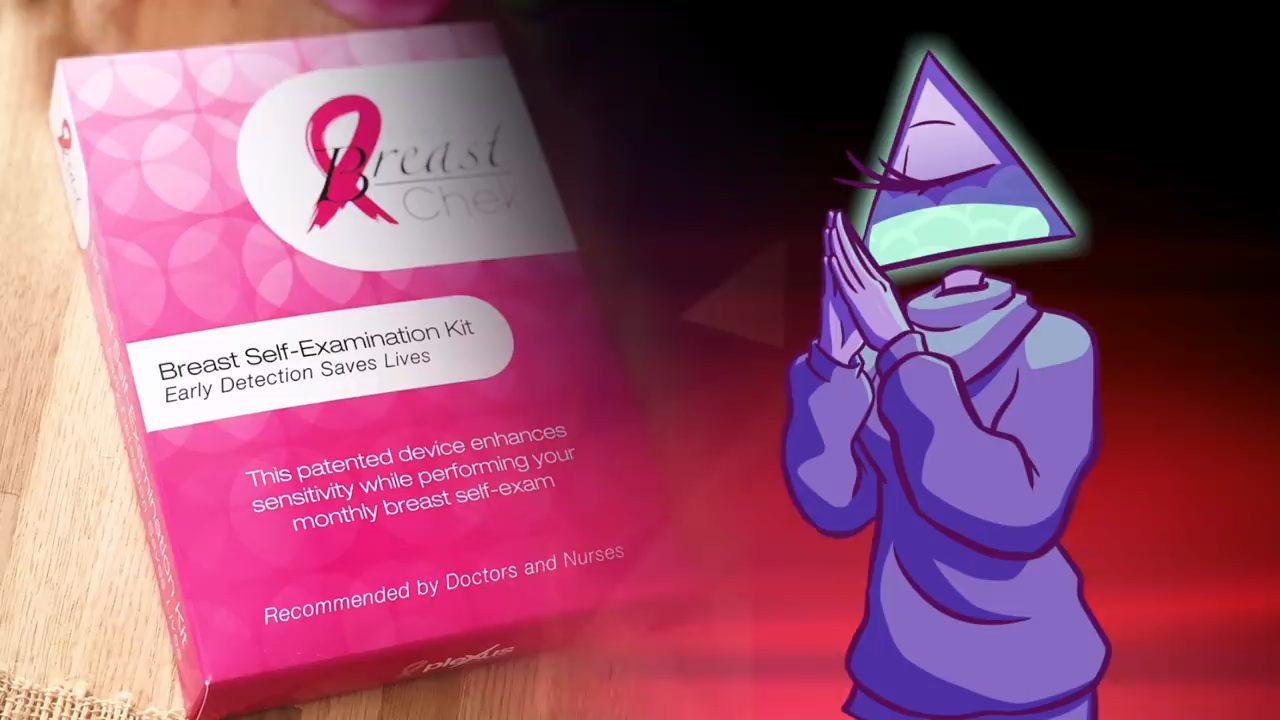 Breast
Chek
Breast Self-Examination Kit
Early Detection Saves Lives
This patented device enhances
sensitivity while performing your
monthly breast self-exam
Recommended by Doctors and Nurses
plexus